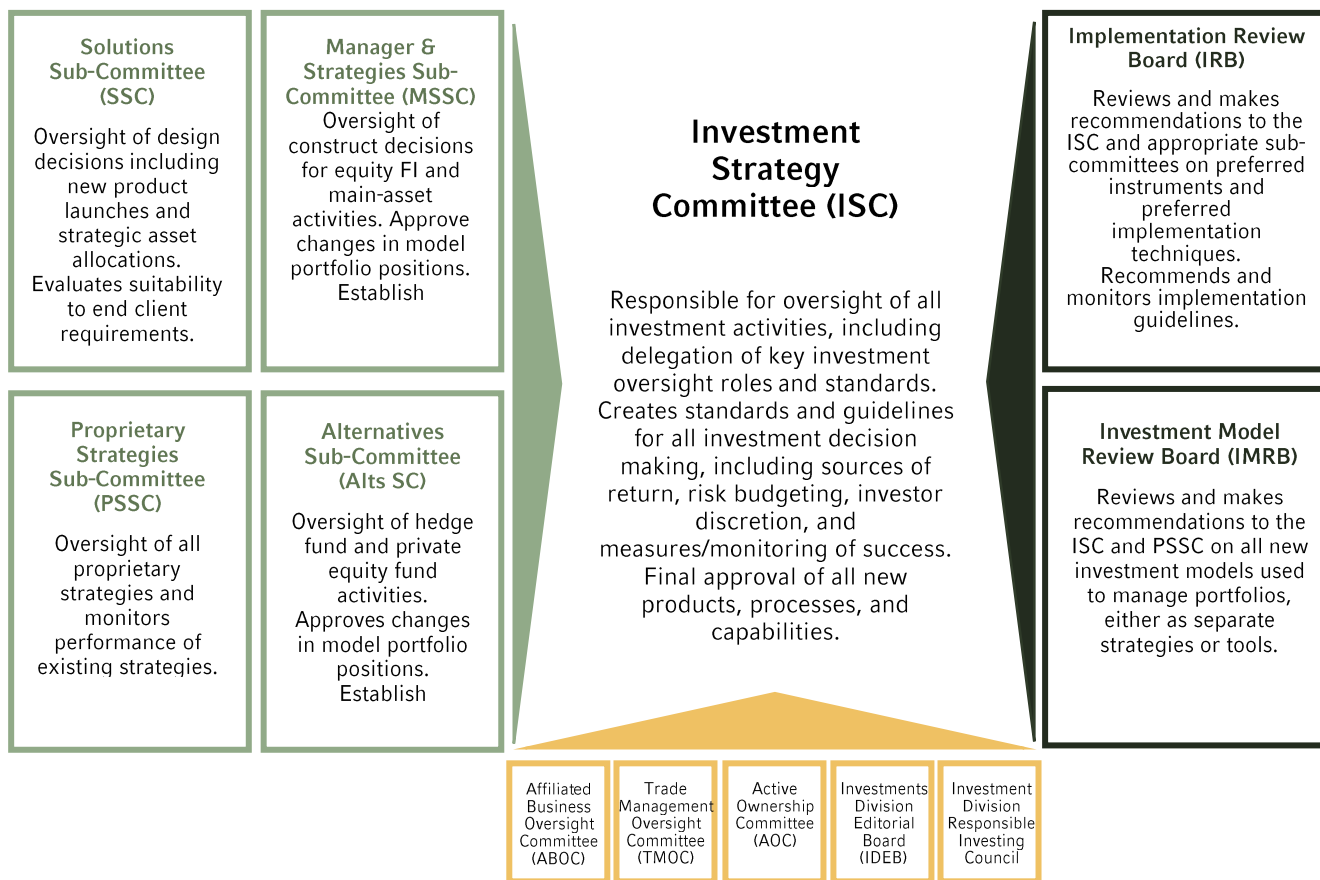 Solutions
Sub-Committee
(SSC)
Oversight of design
decisions including
new product
launches and
strategic asset
allocations.
Evaluates suitability
to end client
requirements.
Manager &
Strategies Sub-
Committee (MSSC)
Oversight of
construct decisions
for equity FI and
main-asset
activities. Approve
changes in model
portfolio positions.
Establish
Proprietary
Strategies
Sub-Committee
(PSSC)
Oversight of all
proprietary
strategies and
monitors
performance of
existing strategies.
Alternatives
Sub-Committee
(Alts SC)
Oversight of hedge
fund and private
equity fund
activities.
Approves changes
in model portfolio
positions.
Establish
Investment
Strategy
Committee (ISC)
Responsible for oversight of all
investment activities, including
delegation of key investment
oversight roles and standards.
Creates standards and guidelines
for all investment decision
making, including sources of
return, risk budgeting, investor
discretion, and
measures/monitoring of success.
Final approval of all new
products, processes, and
capabilities.
Implementation Review
Board (IRB)
Reviews and makes
recommendations to the
ISC and appropriate sub-
committees on preferred
instruments and
preferred
implementation
techniques.
Recommends and
monitors implementation
guidelines.
Investment Model
Review Board (IMRB)
Reviews and makes
recommendations to the
ISC and PSSC on all new
investment models used
to manage portfolios,
either as separate
strategies or tools.
Affiliated
Business
Oversight
Committee
(ABOC)
Trade
Management
Oversight
Committee
(TMOC)
Active
Ownership
Committee
(AOC)
Investments
Division
Editorial
Board
(IDEB)
Investment
Division
Responsible
Investing
Council